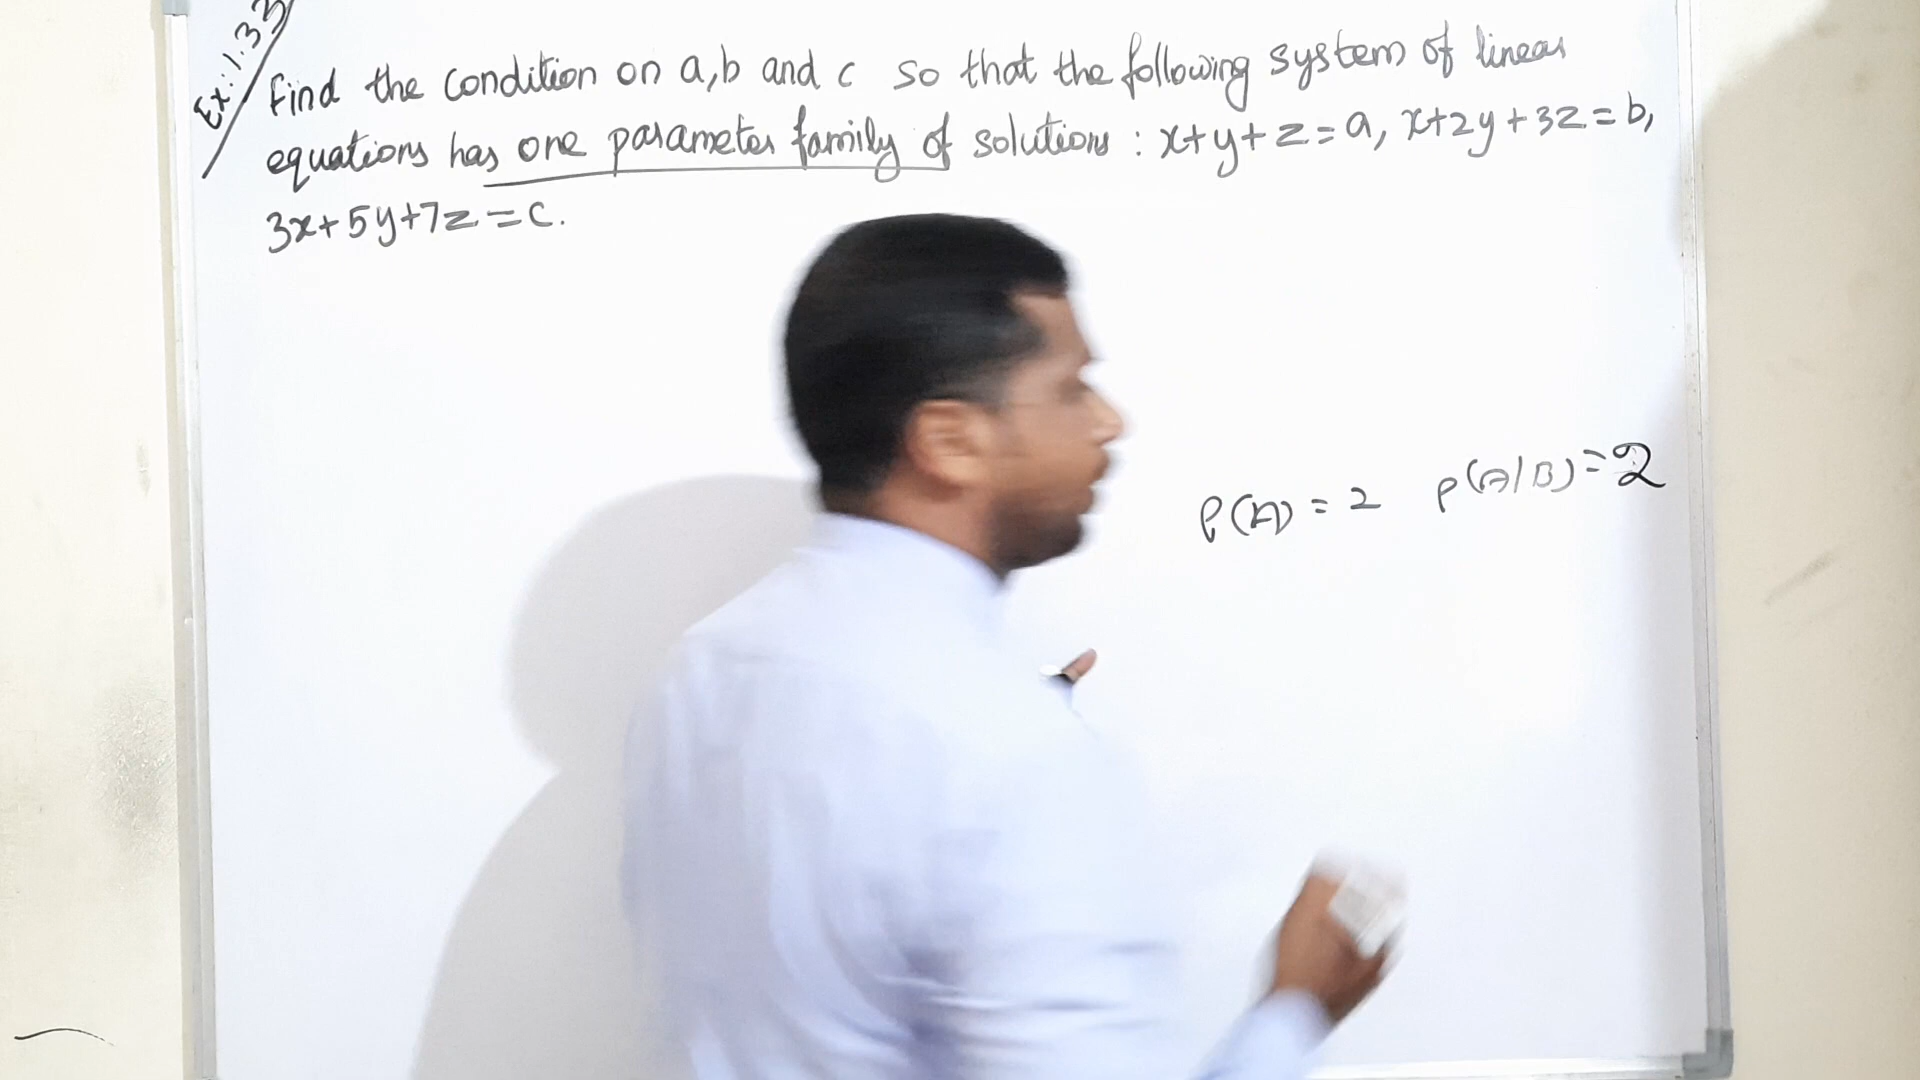 Ex:1.33
Find the condition on a,b and c so that the following system of linear
equations has one parameter family of solutions : x+y+z=a, x+2y+3z=b,
3x+5y+7z=c.
ρ(A) = 2 ρ(A/B)=2